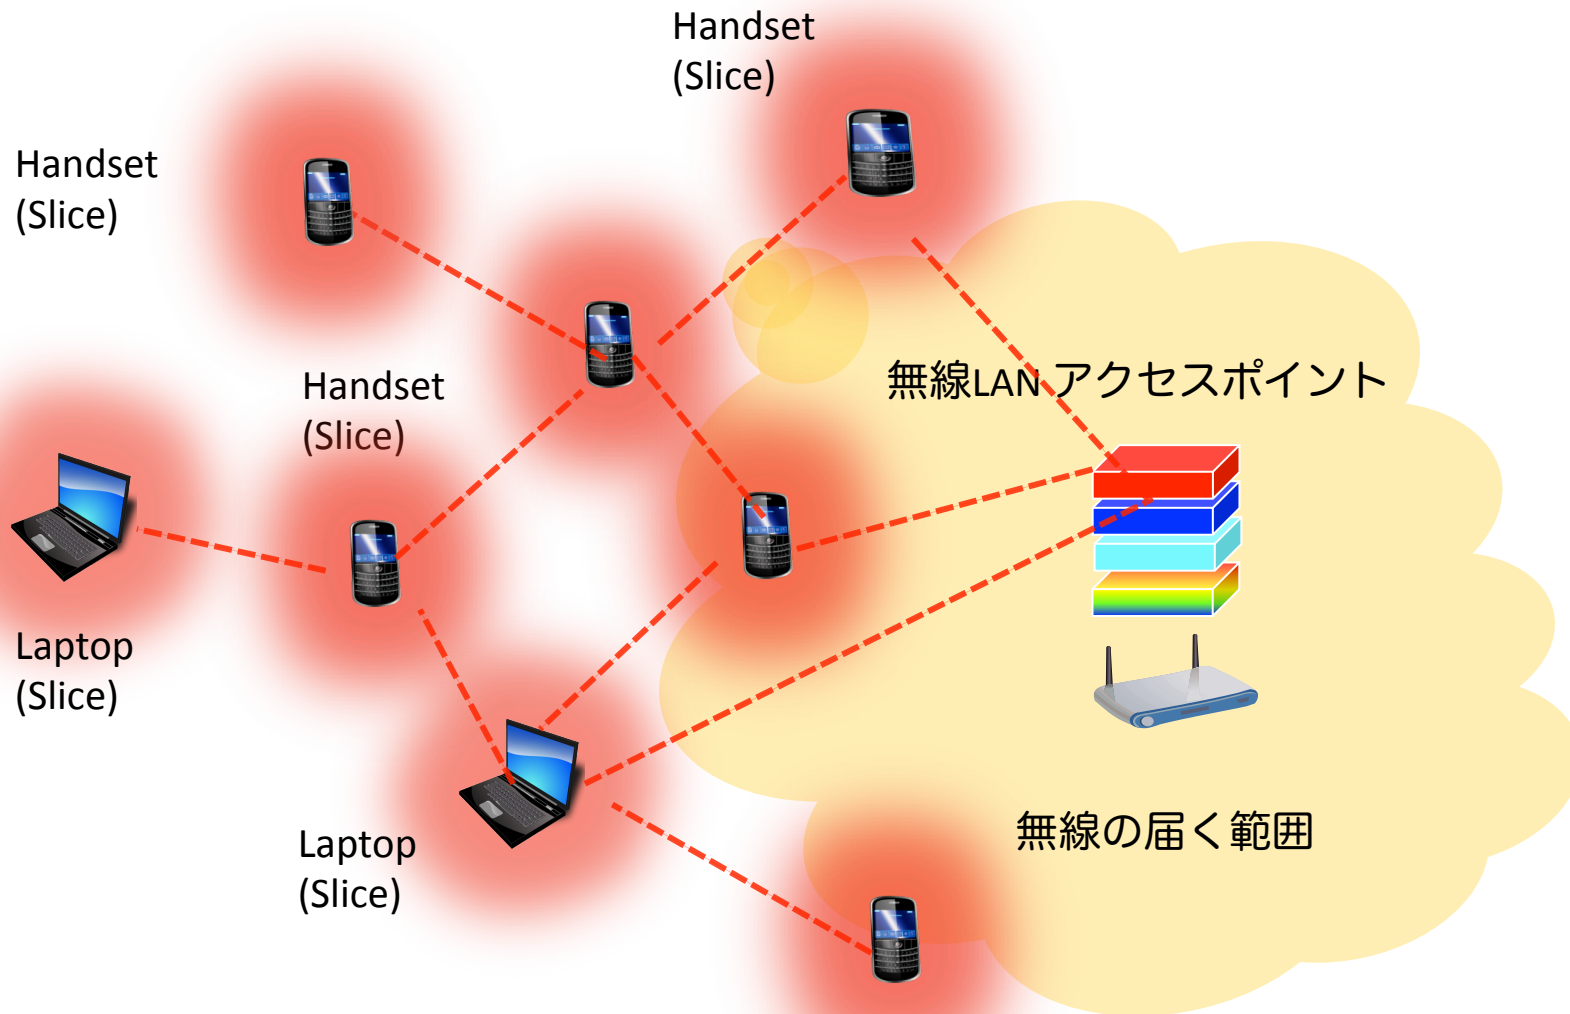 Handset
(Slice)
Handset
(Slice)
Handset
(Slice)
無線LAN アクセスポイント
Laptop
(Slice)
Laptop
(Slice)
無線の届く範囲